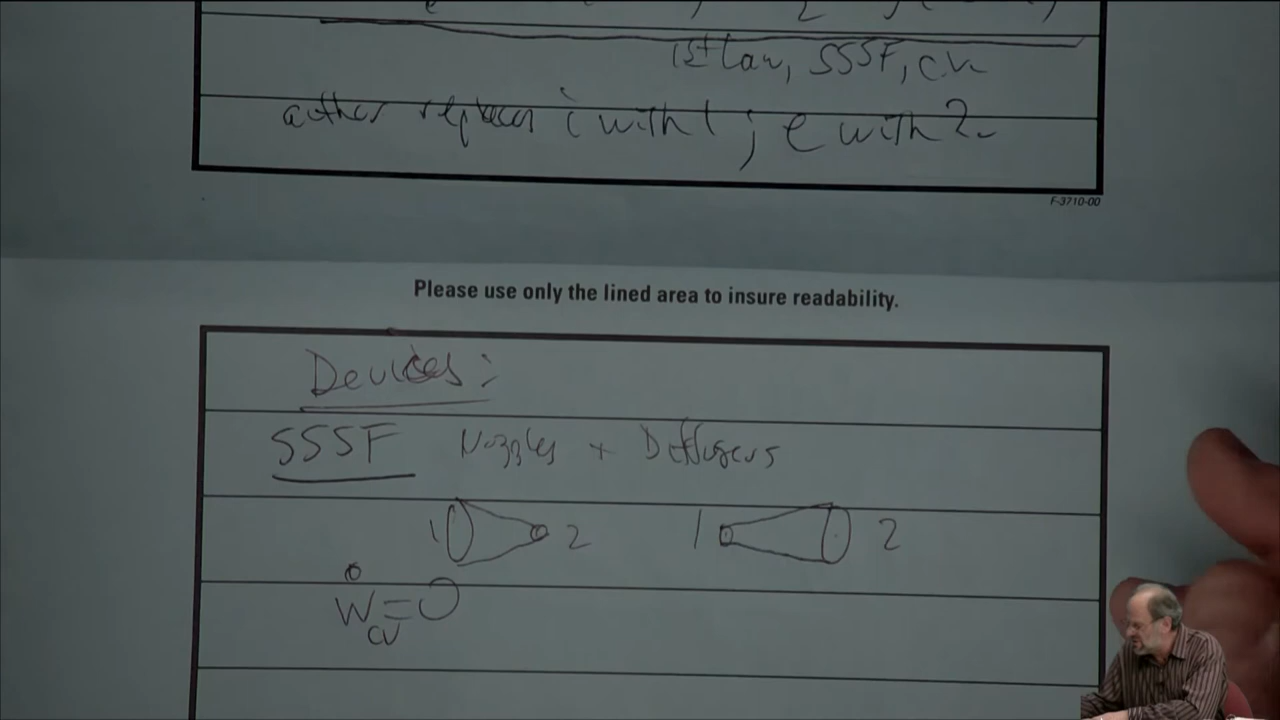 1st law, SSSF, CV
author replaces i with 1 ; e with 2
F-3710-00
Please use only the lined area to insure readability.
Devices:
SSSF Nozzles + Diffusers
1 2 1 2
Ẇ_CV = 0